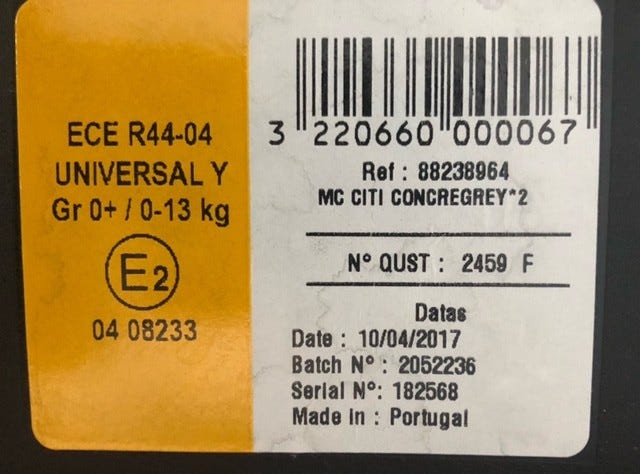 ECE R44-04
UNIVERSAL Y
Gr 0+ / 0-13 kg
E2
04 08233
3 220660 000067
Ref : 88238964
MC CITI CONCREGREY*2
N° QUST : 2459 F
Datas
Date : 10/04/2017
Batch N° : 2052236
Serial N°: 182568
Made In : Portugal